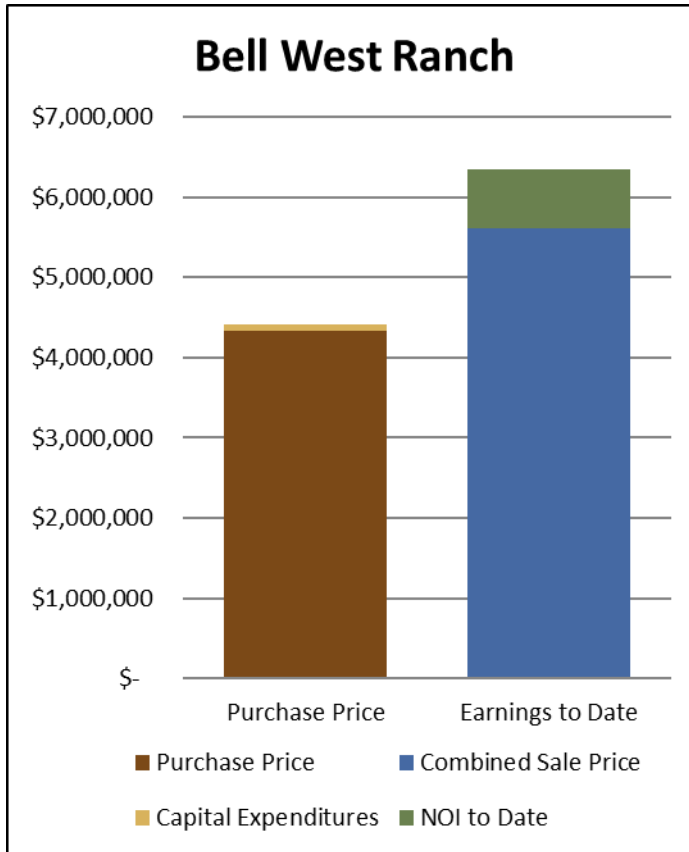 Bell West Ranch
$7,000,000
$6,000,000
$5,000,000
$4,000,000
$3,000,000
$2,000,000
$1,000,000
$-
Purchase Price Earnings to Date
Purchase Price Combined Sale Price
Capital Expenditures NOI to Date